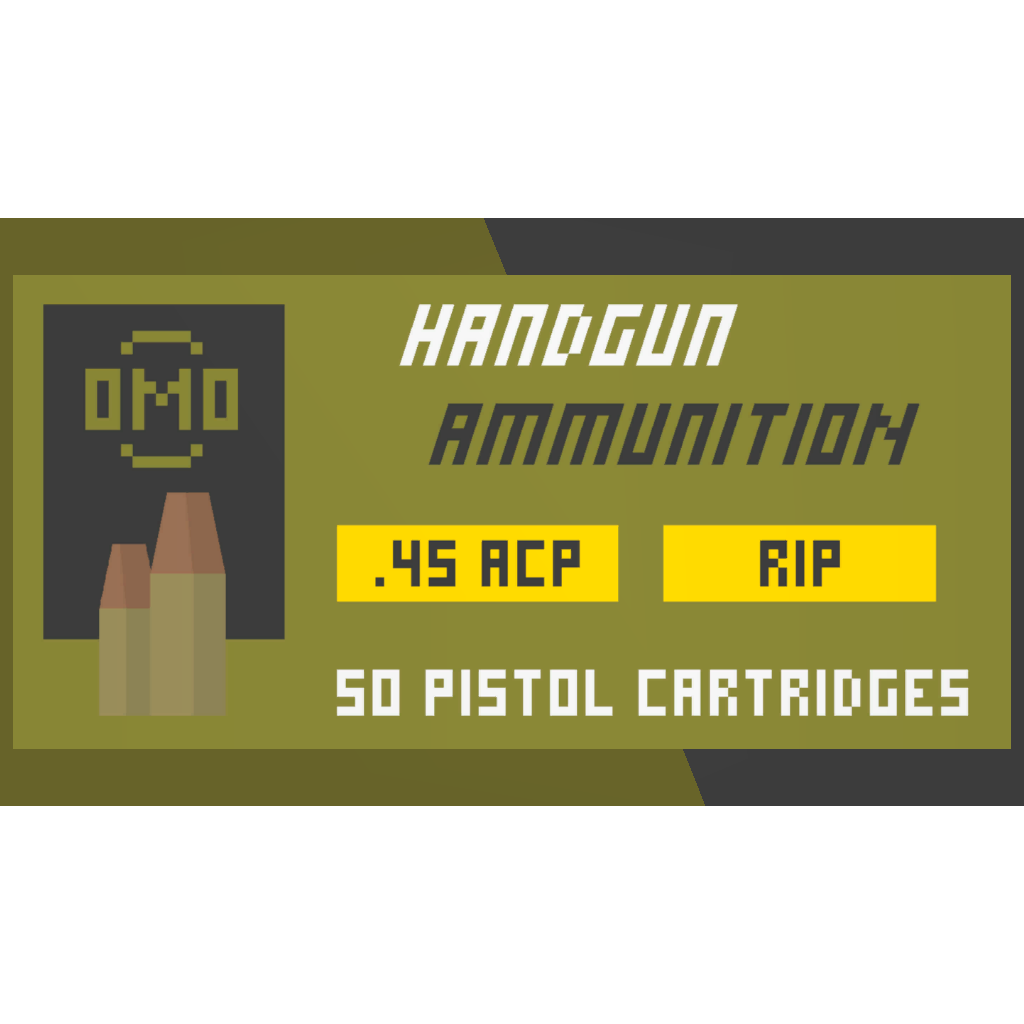 OMO
HANDGUN
AMMUNITION
.45 ACP
RIP
50 PISTOL CARTRIDGES